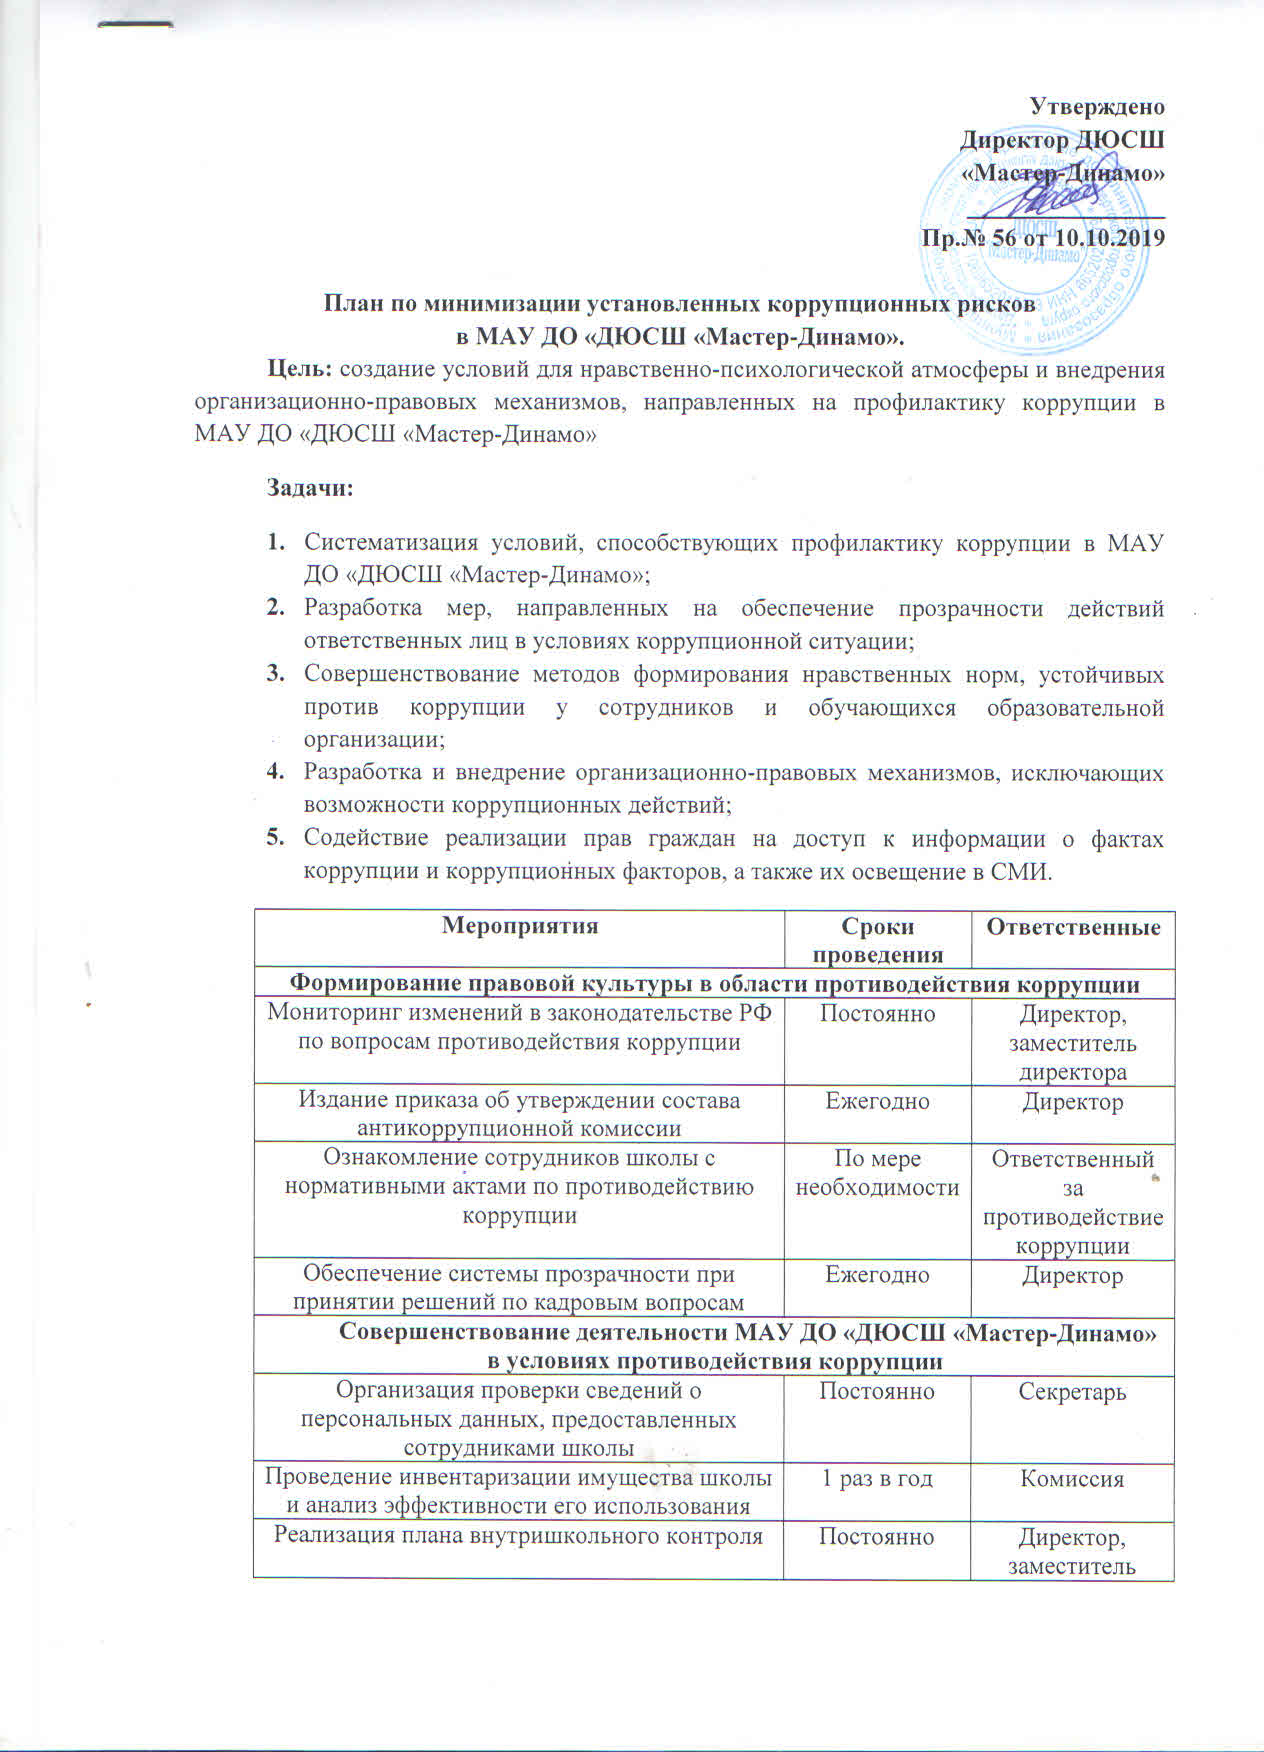 Утверждено
Директор ДЮСШ
«Мастер-Динамо»
Пр.№ 56 от 10.10.2019
План по минимизации установленных коррупционных рисков
в МАУ ДО «ДЮСШ «Мастер-Динамо».
Цель: создание условий для нравственно-психологической атмосферы и внедрения
организационно-правовых механизмов, направленных на профилактику коррупции в
МАУ ДО «ДЮСШ «Мастер-Динамо»
Задачи:
1. Систематизация условий, способствующих профилактику коррупции в МАУ
ДО «ДЮСШ «Мастер-Динамо»;
2. Разработка мер, направленных на обеспечение прозрачности действий
ответственных лиц в условиях коррупционной ситуации;
3. Совершенствование методов формирования нравственных норм, устойчивых
против коррупции у сотрудников и обучающихся образовательной
организации;
4. Разработка и внедрение организационно-правовых механизмов, исключающих
возможности коррупционных действий;
5. Содействие реализации прав граждан на доступ к информации о фактах
коррупции и коррупционных факторов, а также их освещение в СМИ.
Мероприятия
Сроки
проведения
Ответственные
Формирование правовой культуры в области противодействия коррупции
Мониторинг изменений в законодательстве РФ
по вопросам противодействия коррупции
Постоянно
Директор,
заместитель
директора
Издание приказа об утверждении состава
антикоррупционной комиссии
Ежегодно
Директор
Ознакомление сотрудников школы с
нормативными актами по противодействию
коррупции
По мере
необходимости
Ответственный
за
противодействие
коррупции
Обеспечение системы прозрачности при
принятии решений по кадровым вопросам
Ежегодно
Директор
Совершенствование деятельности МАУ ДО «ДЮСШ «Мастер-Динамо»
в условиях противодействия коррупции
Организация проверки сведений о
персональных данных, предоставленных
сотрудниками школы
Постоянно
Секретарь
Проведение инвентаризации имущества школы
и анализ эффективности его использования
1 раз в год
Комиссия
Реализация плана внутришкольного контроля
Постоянно
Директор,
заместитель